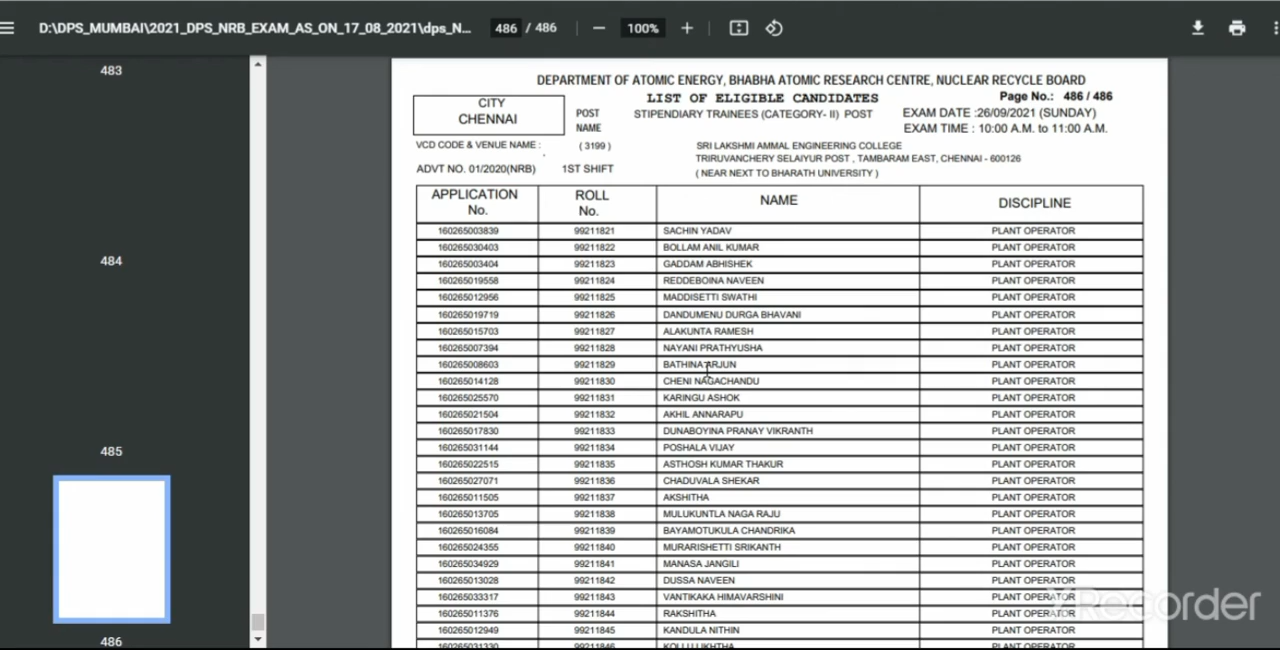 D:\DPS_MUMBAI\2021_DPS_NRB_EXAM_AS_ON_17_08_2021\dps_N... 486 / 486 100%
483
484
485
486
DEPARTMENT OF ATOMIC ENERGY, BHABHA ATOMIC RESEARCH CENTRE, NUCLEAR RECYCLE BOARD
LIST OF ELIGIBLE CANDIDATES Page No.: 486 / 486
CITY
CHENNAI
POST NAME STIPENDIARY TRAINEES (CATEGORY- II) POST EXAM DATE :26/09/2021 (SUNDAY)
EXAM TIME : 10:00 A.M. to 11:00 A.M.
VCD CODE & VENUE NAME : ( 3199 ) SRI LAKSHMI AMMAL ENGINEERING COLLEGE
TRIRUVANCHERY SELAIYUR POST , TAMBARAM EAST, CHENNAI - 600126
ADVT NO. 01/2020(NRB) 1ST SHIFT ( NEAR NEXT TO BHARATH UNIVERSITY )
APPLICATION No. ROLL No. NAME DISCIPLINE
160265003839 99211821 SACHIN YADAV PLANT OPERATOR
160265030403 99211822 BOLLAM ANIL KUMAR PLANT OPERATOR
160265003404 99211823 GADDAM ABHISHEK PLANT OPERATOR
160265019558 99211824 REDDEBOINA NAVEEN PLANT OPERATOR
160265012956 99211825 MADDISETTI SWATHI PLANT OPERATOR
160265019719 99211826 DANDUMENU DURGA BHAVANI PLANT OPERATOR
160265015703 99211827 ALAKUNTA RAMESH PLANT OPERATOR
160265007394 99211828 NAYANI PRATHYUSHA PLANT OPERATOR
160265008603 99211829 BATHINA ARJUN PLANT OPERATOR
160265014128 99211830 CHENI NAGACHANDU PLANT OPERATOR
160265025570 99211831 KARINGU ASHOK PLANT OPERATOR
160265021504 99211832 AKHIL ANNARAPU PLANT OPERATOR
160265017830 99211833 DUNABOYINA PRANAY VIKRANTH PLANT OPERATOR
160265031144 99211834 POSHALA VIJAY PLANT OPERATOR
160265022515 99211835 ASTHOSH KUMAR THAKUR PLANT OPERATOR
160265027071 99211836 CHADUVALA SHEKAR PLANT OPERATOR
160265011505 99211837 AKSHITHA PLANT OPERATOR
160265013705 99211838 MULUKUNTLA NAGA RAJU PLANT OPERATOR
160265016084 99211839 BAYAMOTUKULA CHANDRIKA PLANT OPERATOR
160265024355 99211840 MURARISHETTI SRIKANTH PLANT OPERATOR
160265034929 99211841 MANASA JANGILI PLANT OPERATOR
160265013028 99211842 DUSSA NAVEEN PLANT OPERATOR
160265033317 99211843 VANTIKAKA HIMAVARSHINI PLANT OPERATOR
160265011376 99211844 RAKSHITHA PLANT OPERATOR
160265012949 99211845 KANDULA NITHIN PLANT OPERATOR
160265031330 99211846 PLANT OPERATOR
XRecorder